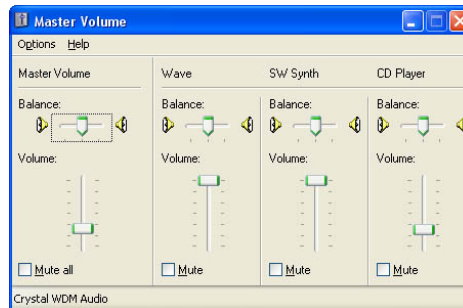 Master Volume
Options Help
Master Volume Wave SW Synth CD Player
Balance: Balance: Balance: Balance:
Volume: Volume: Volume: Volume:
Mute all Mute Mute Mute
Crystal WDM Audio